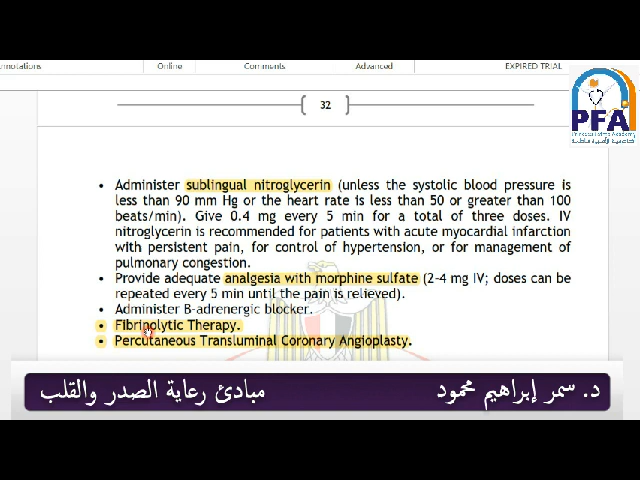 nnotations Online Comments Advanced EXPIRED TRIAL
PFA
32
• Administer sublingual nitroglycerin (unless the systolic blood pressure is
less than 90 mm Hg or the heart rate is less than 50 or greater than 100
beats/min). Give 0.4 mg every 5 min for a total of three doses. IV
nitroglycerin is recommended for patients with acute myocardial infarction
with persistent pain, for control of hypertension, or for management of
pulmonary congestion.
• Provide adequate analgesia with morphine sulfate (2-4 mg IV; doses can be
repeated every 5 min until the pain is relieved).
• Administer B-adrenergic blocker.
• Fibrinolytic Therapy.
• Percutaneous Transluminal Coronary Angioplasty.
د. سمر إبراهيم محمود مبادئ رعاية الصدر والقلب